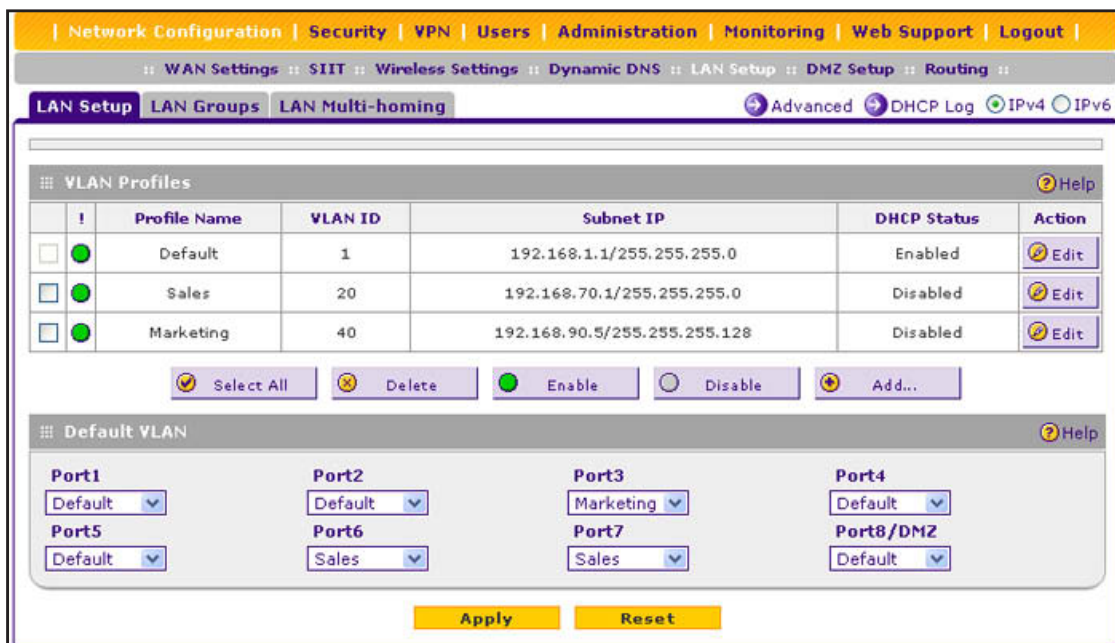 | Network Configuration | Security | VPN | Users | Administration | Monitoring | Web Support | Logout |
:: WAN Settings :: SIIT :: Wireless Settings :: Dynamic DNS :: LAN Setup :: DMZ Setup :: Routing ::
LAN Setup LAN Groups LAN Multi-homing Advanced DHCP Log IPv4 IPv6
VLAN Profiles ? Help
! Profile Name VLAN ID Subnet IP DHCP Status Action
Default 1 192.168.1.1/255.255.255.0 Enabled Edit
Sales 20 192.168.70.1/255.255.255.0 Disabled Edit
Marketing 40 192.168.90.5/255.255.255.128 Disabled Edit
Select All Delete Enable Disable Add...
Default VLAN ? Help
Port1 Port2 Port3 Port4
Default Default Marketing Default
Port5 Port6 Port7 Port8/DMZ
Default Sales Sales Default
Apply Reset